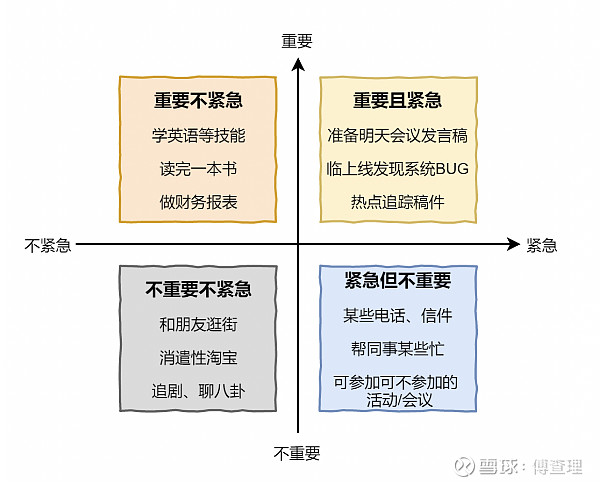 重要
重要不紧急
学英语等技能
读完一本书
做财务报表
重要且紧急
准备明天会议发言稿
临上线发现系统BUG
热点追踪稿件
不紧急
紧急
不重要不紧急
和朋友逛街
消遣性淘宝
追剧、聊八卦
紧急但不重要
某些电话、信件
帮同事某些忙
可参加可不参加的
活动/会议
不重要
雪球：傅查理